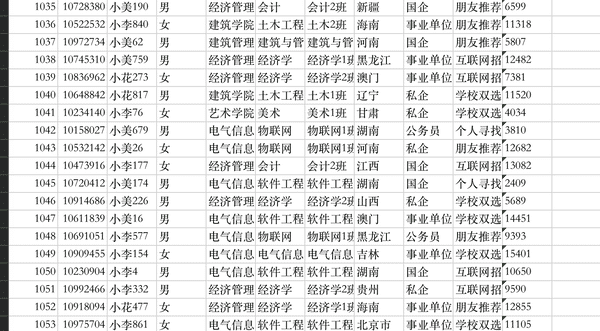 1035 10728380 小美190 男 经济管理 会计 会计2班 新疆 国企 朋友推荐 6599
1036 10522532 小李840 女 建筑学院 土木工程 土木2班 海南 事业单位 朋友推荐 11318
1037 10972734 小美62 男 建筑学院 建筑与管 建筑与管 河南 国企 朋友推荐 5807
1038 10745310 小美759 男 经济管理 经济学 经济学1班 黑龙江 事业单位 互联网招 12482
1039 10836962 小花273 女 经济管理 经济学 经济学2班 澳门 事业单位 互联网招 7381
1040 10648842 小花817 男 建筑学院 土木工程 土木1班 辽宁 私企 学校双选 11520
1041 10234140 小李76 女 艺术学院 美术 美术1班 甘肃 私企 学校双选 4034
1042 10158027 小美679 男 电气信息 物联网 物联网1班 湖南 公务员 个人寻找 3810
1043 10532142 小美26 女 电气信息 物联网 物联网1班 河南 私企 朋友推荐 12682
1044 10473916 小李177 女 经济管理 会计 会计2班 江西 国企 互联网招 13082
1045 10720412 小美174 男 电气信息 软件工程 软件工程 湖南 国企 个人寻找 2409
1046 10914686 小美226 男 经济管理 经济学 经济学2班 山西 私企 学校双选 5689
1047 10611839 小美16 男 电气信息 软件工程 软件工程 澳门 事业单位 学校双选 14451
1048 10691051 小李577 男 电气信息 物联网 物联网1班 黑龙江 公务员 朋友推荐 9393
1049 10909455 小李154 女 电气信息 电气信息 电气信息 吉林 事业单位 学校双选 15401
1050 10230904 小李4 男 电气信息 软件工程 软件工程 湖南 国企 互联网招 10650
1051 10992466 小李332 男 经济管理 经济学 经济学2班 贵州 私企 互联网招 9590
1052 10918094 小花477 女 经济管理 经济学 经济学1班 海南 事业单位 朋友推荐 12855
1053 10975704 小李861 女 电气信息 软件工程 软件工程 北京市 事业单位 学校双选 11105